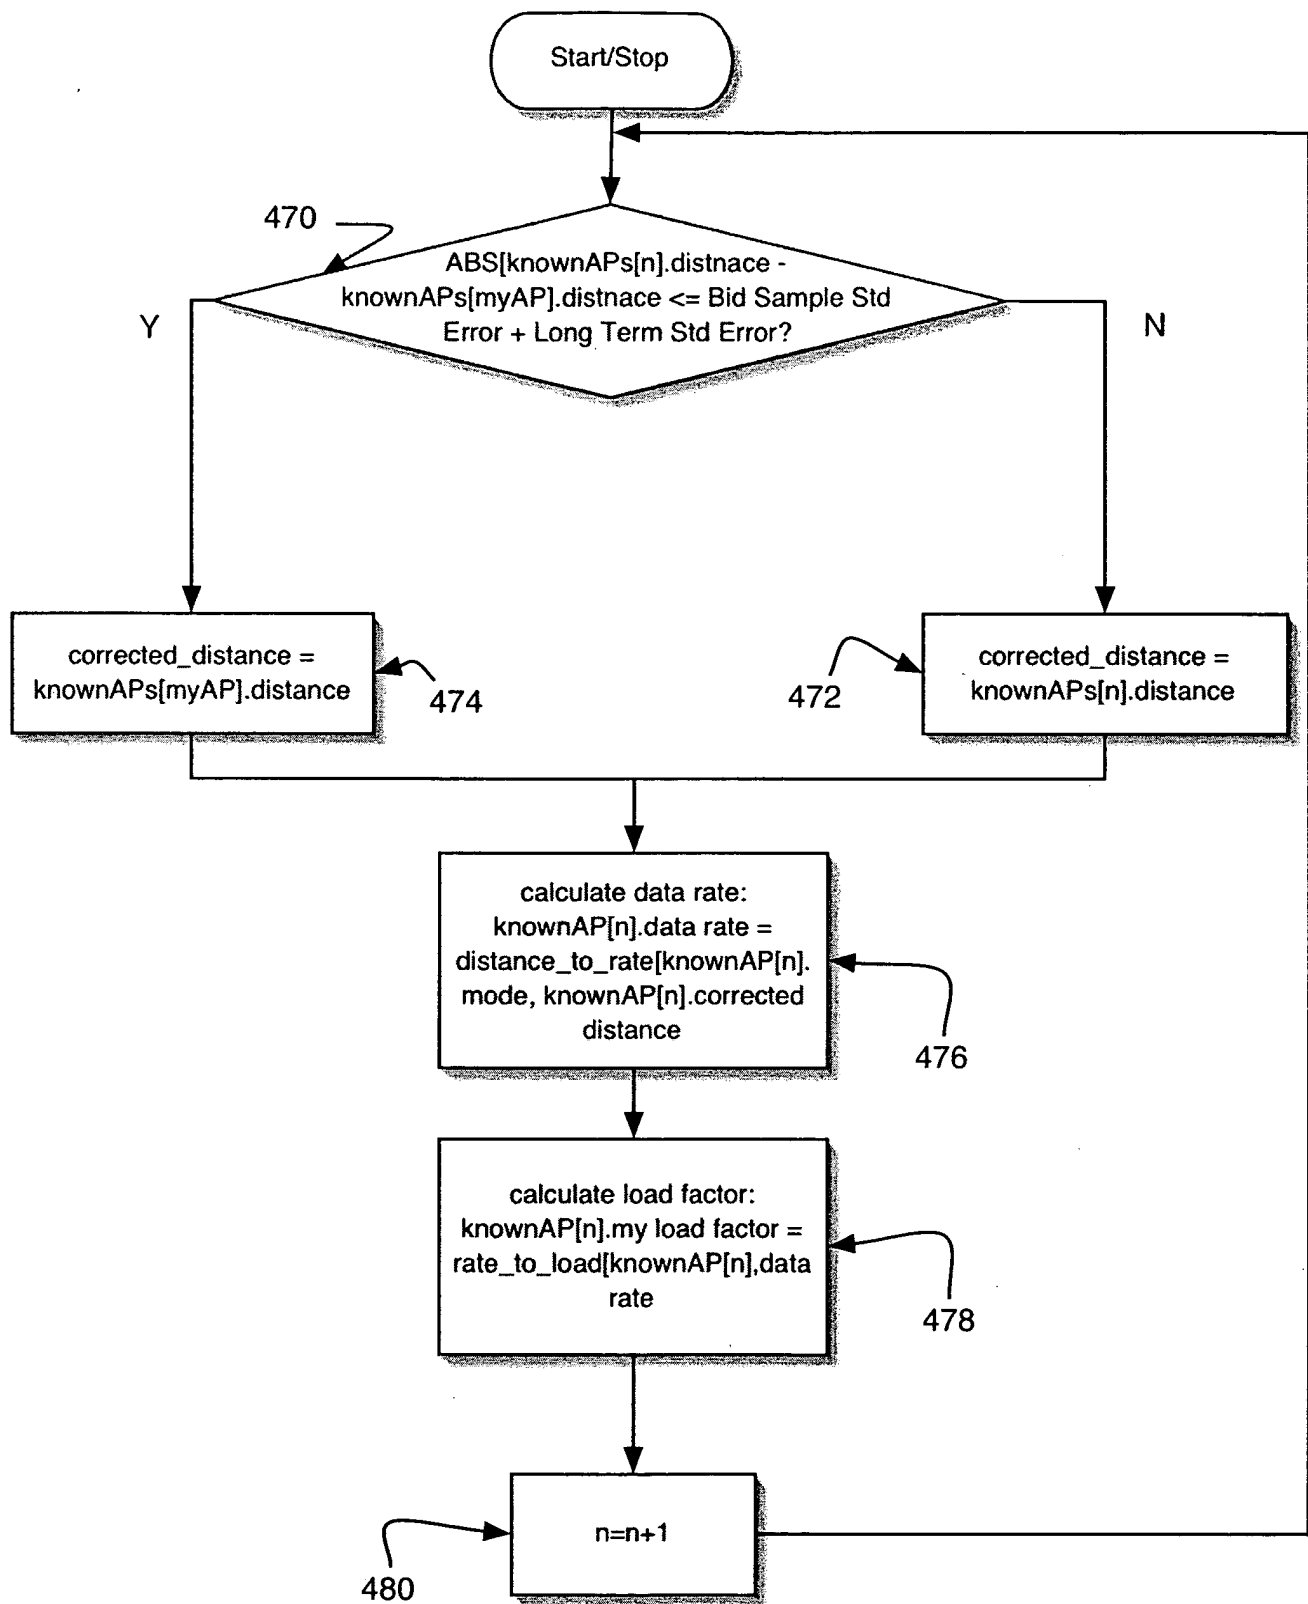 Start/Stop
470
ABS[knownAPs[n].distnace -
knownAPs[myAP].distnace <= Bid Sample Std
Error + Long Term Std Error?
Y
N
corrected_distance =
knownAPs[myAP].distance
474
472
corrected_distance =
knownAPs[n].distance
calculate data rate:
knownAP[n].data rate =
distance_to_rate[knownAP[n].
mode, knownAP[n].corrected
distance
476
calculate load factor:
knownAP[n].my load factor =
rate_to_load[knownAP[n],data
rate
478
n=n+1
480